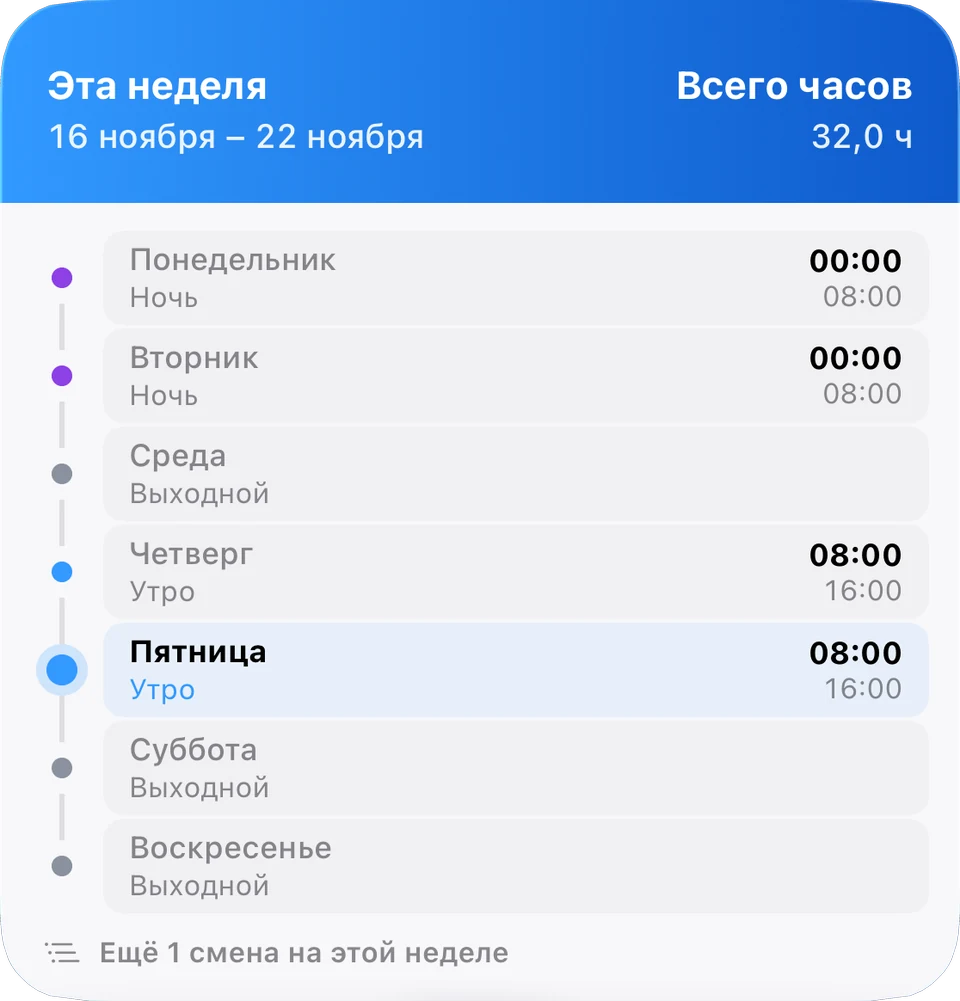 Эта неделя
Всего часов
16 ноября – 22 ноября
32,0 ч
Понедельник
00:00
Ночь
08:00
Вторник
00:00
Ночь
08:00
Среда
Выходной
Четверг
08:00
Утро
16:00
Пятница
08:00
Утро
16:00
Суббота
Выходной
Воскресенье
Выходной
Ещё 1 смена на этой неделе